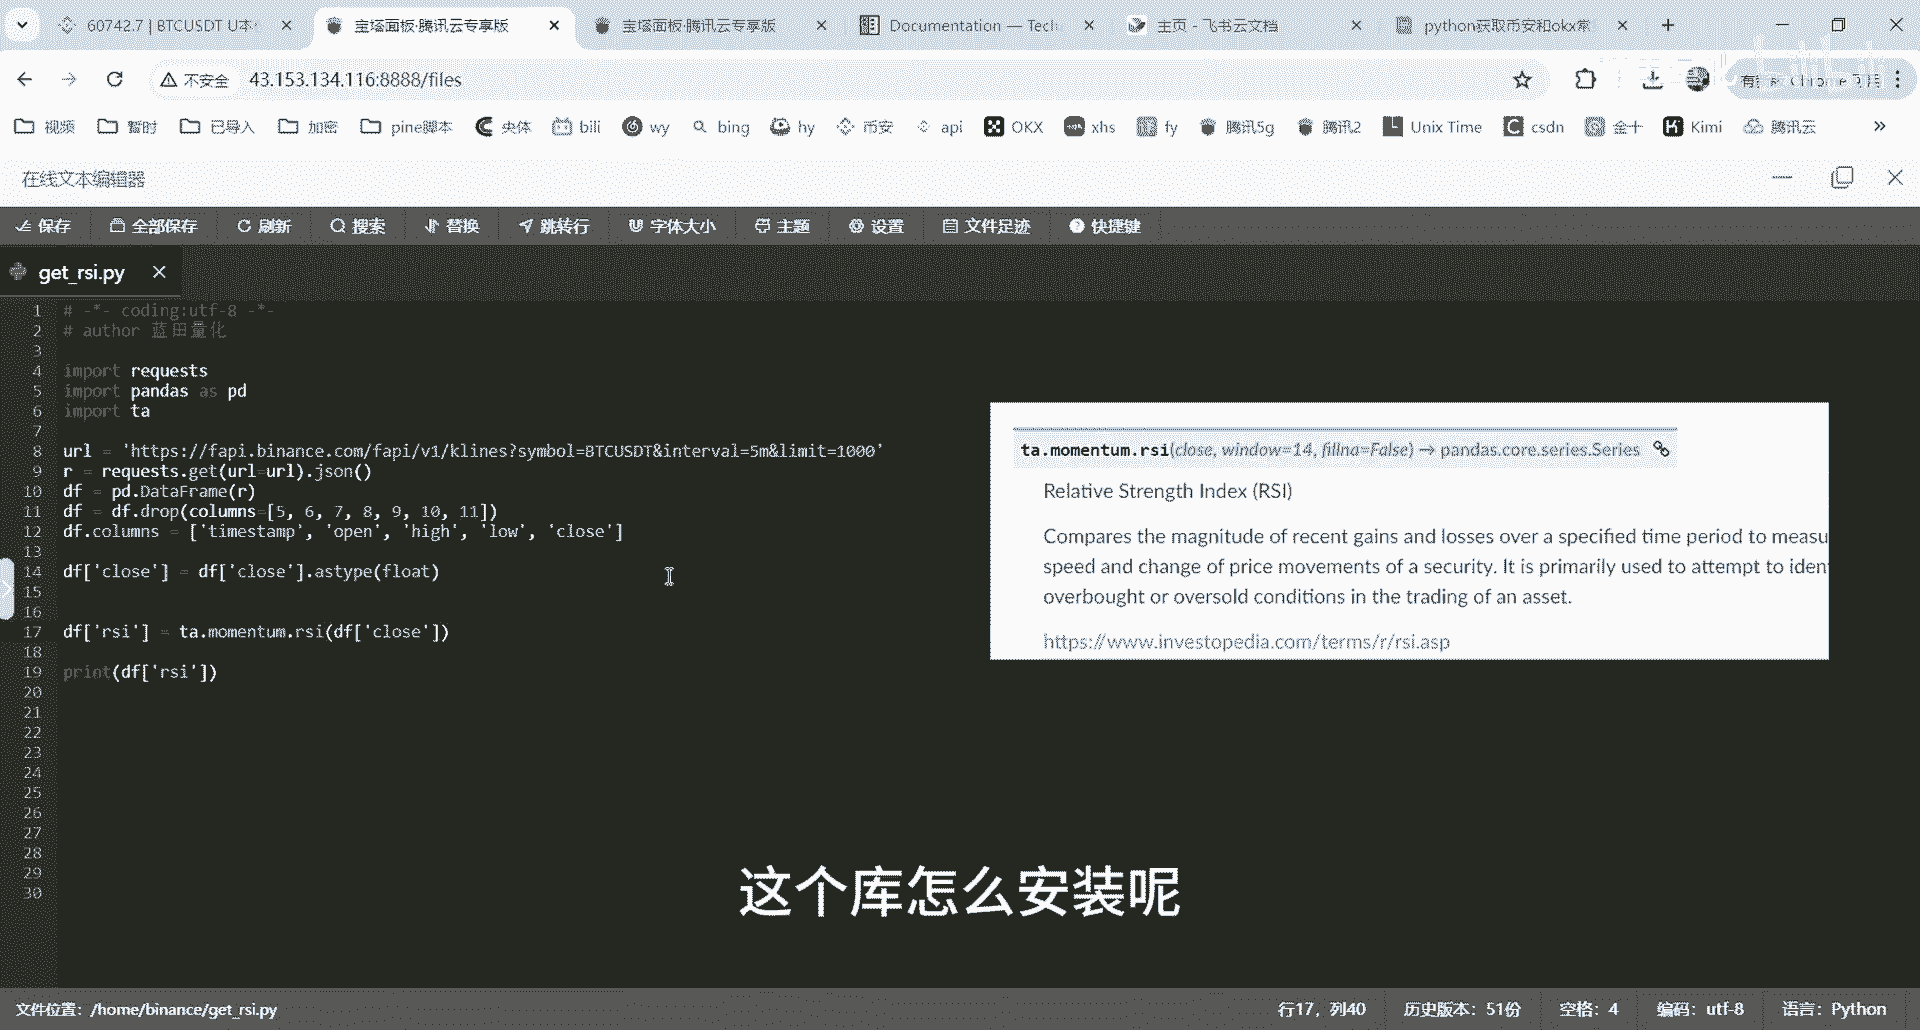 60742.7 | BTCUSDT U本
宝塔面板·腾讯云专享版
宝塔面板·腾讯云专享版
Documentation — Tech
主页 - 飞书云文档
python获取币安和okx常
不安全
43.153.134.116:8888/files
视频
暂时
已导入
加密
pine脚本
央体
bili
wy
bing
hy
币安
api
OKX
xhs
fy
腾讯5g
腾讯2
Unix Time
csdn
金十
Kimi
腾讯云
在线文本编辑器
保存
全部保存
刷新
搜索
替换
跳转行
字体大小
主题
设置
文件足迹
快捷键
get_rsi.py
1 # -*- coding:utf-8 -*-
2 # author 蓝田量化
3
4 import requests
5 import pandas as pd
6 import ta
7
8 url = 'https://fapi.binance.com/fapi/v1/klines?symbol=BTCUSDT&interval=5m&limit=1000'
9 r = requests.get(url=url).json()
10 df = pd.DataFrame(r)
11 df = df.drop(columns=[5, 6, 7, 8, 9, 10, 11])
12 df.columns = ['timestamp', 'open', 'high', 'low', 'close']
13
14 df['close'] = df['close'].astype(float)
15
16
17 df['rsi'] = ta.momentum.rsi(df['close'])
18
19 print(df['rsi'])
20
21
22
23
24
25
26
27
28
29
30
ta.momentum.rsi(close, window=14, fillna=False) → pandas.core.series.Series
Relative Strength Index (RSI)
Compares the magnitude of recent gains and losses over a specified time period to measu
speed and change of price movements of a security. It is primarily used to attempt to iden
overbought or oversold conditions in the trading of an asset.
https://www.investopedia.com/terms/r/rsi.asp
这个库怎么安装呢
文件位置：/home/binance/get_rsi.py
行17，列40
历史版本：51份
空格：4
编码：utf-8
语言：Python